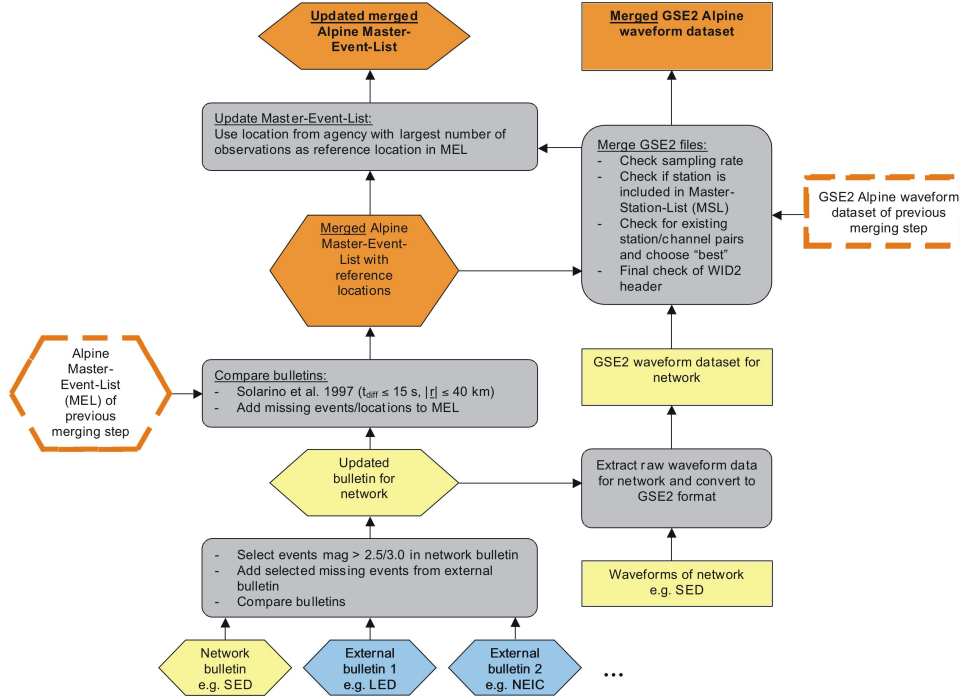 Updated merged
Alpine Master-
Event-List
Merged GSE2 Alpine
waveform dataset
Update Master-Event-List:
Use location from agency with largest number of
observations as reference location in MEL
Merge GSE2 files:
- Check sampling rate
- Check if station is
included in Master-
Station-List (MSL)
- Check for existing
station/channel pairs
and choose “best”
- Final check of WID2
header
GSE2 Alpine waveform
dataset of previous
merging step
Merged Alpine
Master-Event-
List with
reference
locations
Alpine
Master-
Event-List
(MEL) of
previous
merging step
Compare bulletins:
- Solarino et al. 1997 (tdiff ≤ 15 s, |r| ≤ 40 km)
- Add missing events/locations to MEL
GSE2 waveform dataset for
network
Updated
bulletin for
network
Extract raw waveform data
for network and convert to
GSE2 format
- Select events mag > 2.5/3.0 in network bulletin
- Add selected missing events from external
bulletin
- Compare bulletins
Waveforms of network
e.g. SED
Network
bulletin
e.g. SED
External
bulletin 1
e.g. LED
External
bulletin 2
e.g. NEIC
...